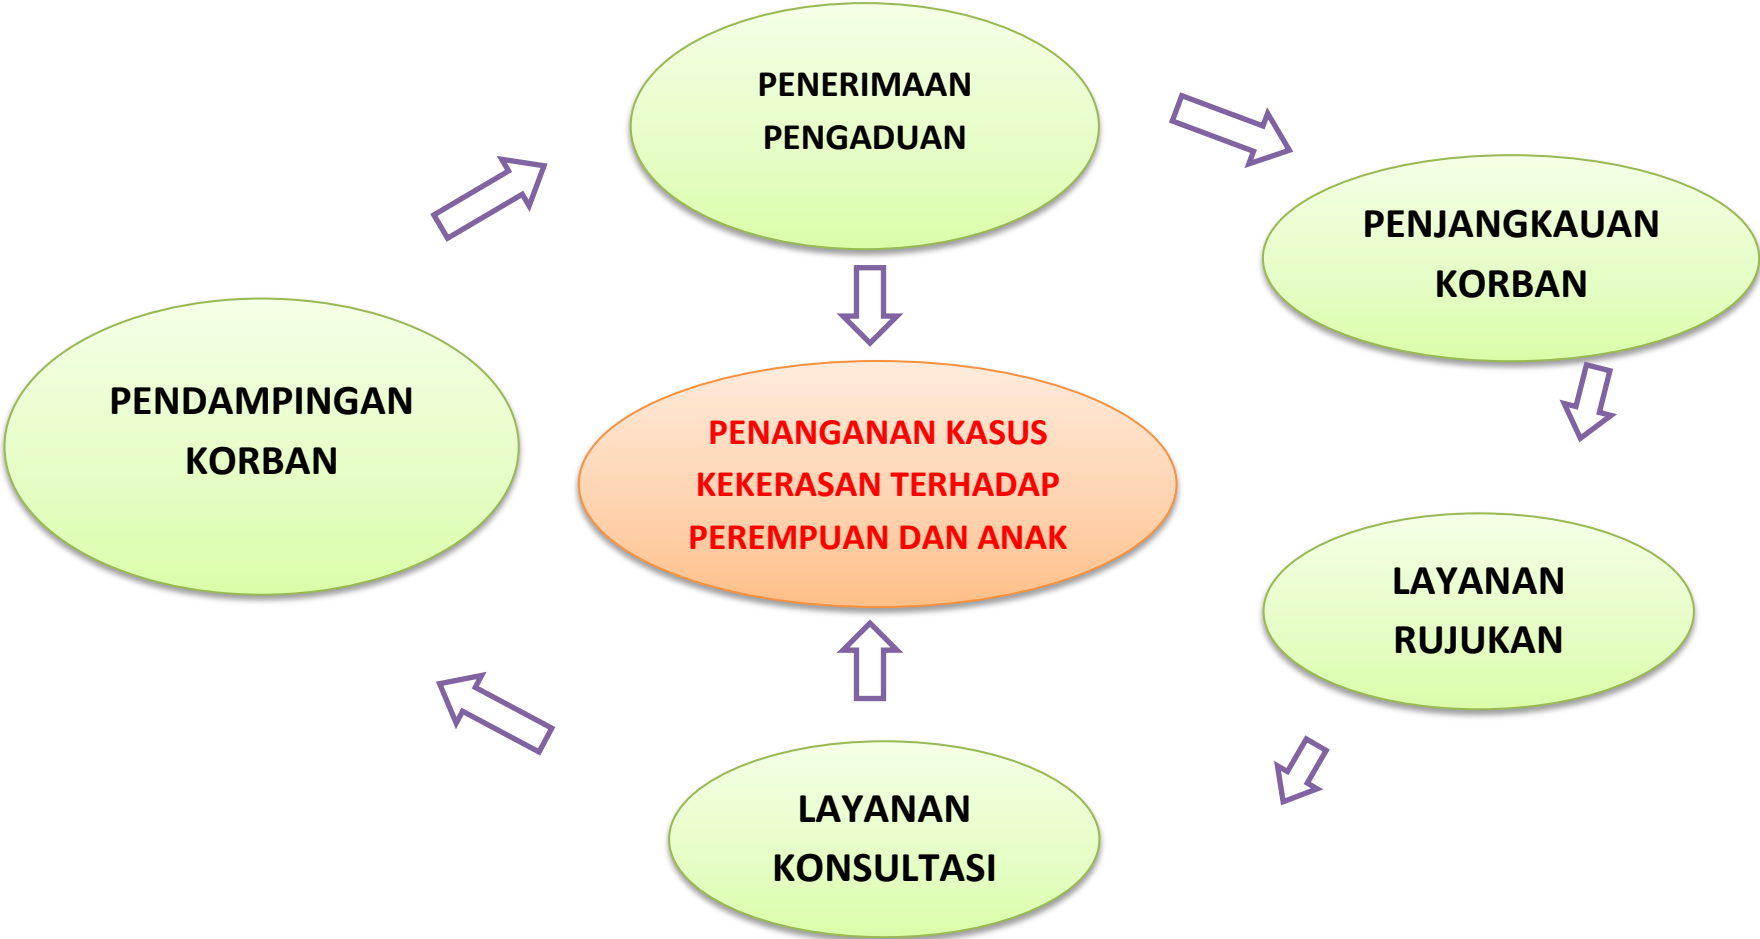 PENERIMAAN
PENGADUAN
PENJANGKAUAN
KORBAN
PENDAMPINGAN
KORBAN
PENANGANAN KASUS
KEKERASAN TERHADAP
PEREMPUAN DAN ANAK
LAYANAN
RUJUKAN
LAYANAN
KONSULTASI